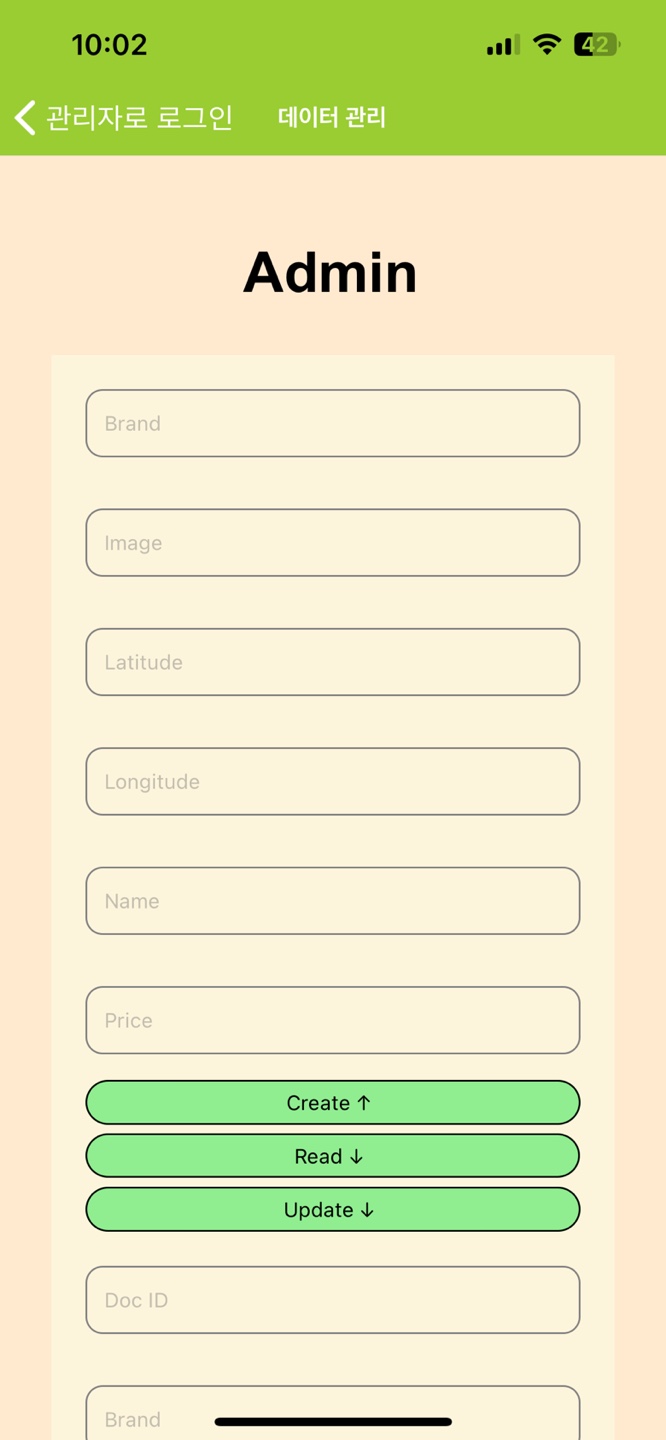 10:02
42
관리자로 로그인
데이터 관리
Admin
Brand
Image
Latitude
Longitude
Name
Price
Create ↑
Read ↓
Update ↓
Doc ID
Brand